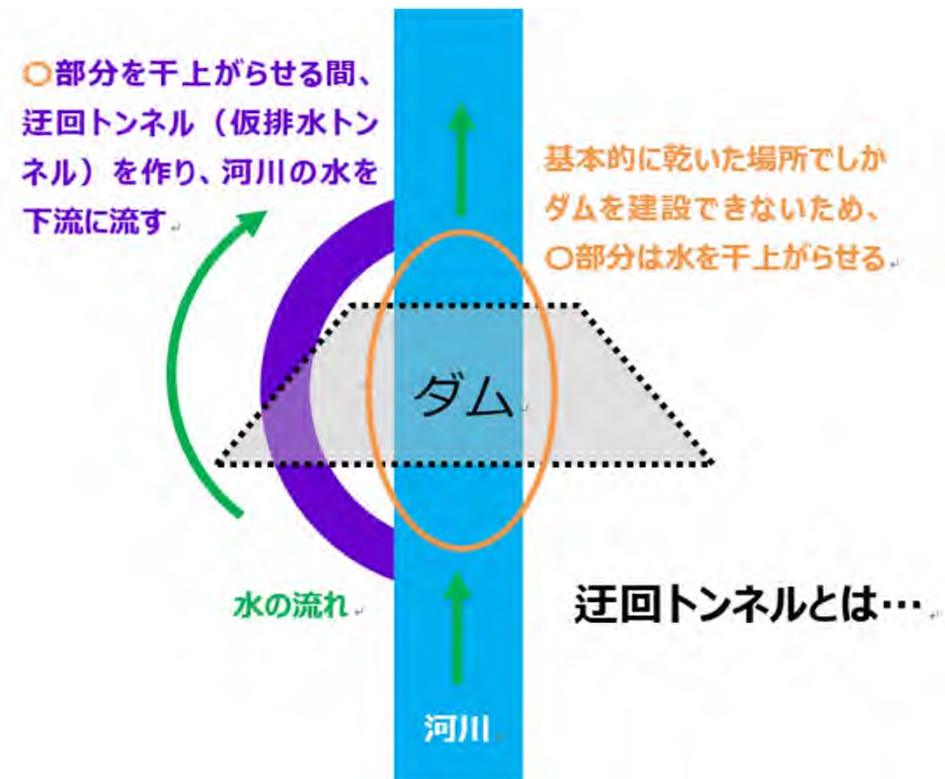 〇部分を干上がらせる間、
迂回トンネル（仮排水トン
ネル）を作り、河川の水を
下流に流す
基本的に乾いた場所でしか
ダムを建設できないため、
〇部分は水を干上がらせる
ダム
水の流れ
迂回トンネルとは…
河川